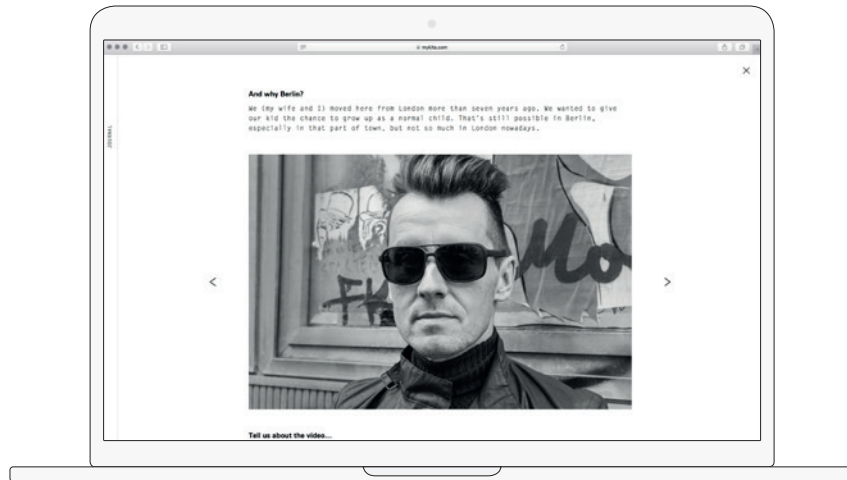 mykita.com
JOURNAL
And why Berlin?
We (my wife and I) moved here from London more than seven years ago. We wanted to give
our kid the chance to grow up as a normal child. That's still possible in Berlin,
especially in that part of town, but not so much in London nowadays.
FK
Mo
Tell us about the video...